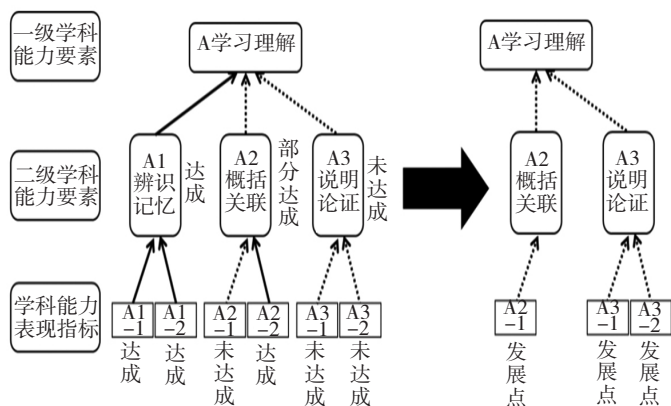 一级学科
能力要素
A学习理解
A学习理解
二级学科
能力要素
A1
辨识
记忆
达成
A2
概括
关联
部分达成
A3
说明
论证
未达成
A2
概括
关联
A3
说明
论证
学科能力
表现指标
A1
-1
A1
-2
A2
-1
A2
-2
A3
-1
A3
-2
A2
-1
A3
-1
A3
-2
达成
达成
未达成
达成
未达成
未达成
发展点
发展点
发展点